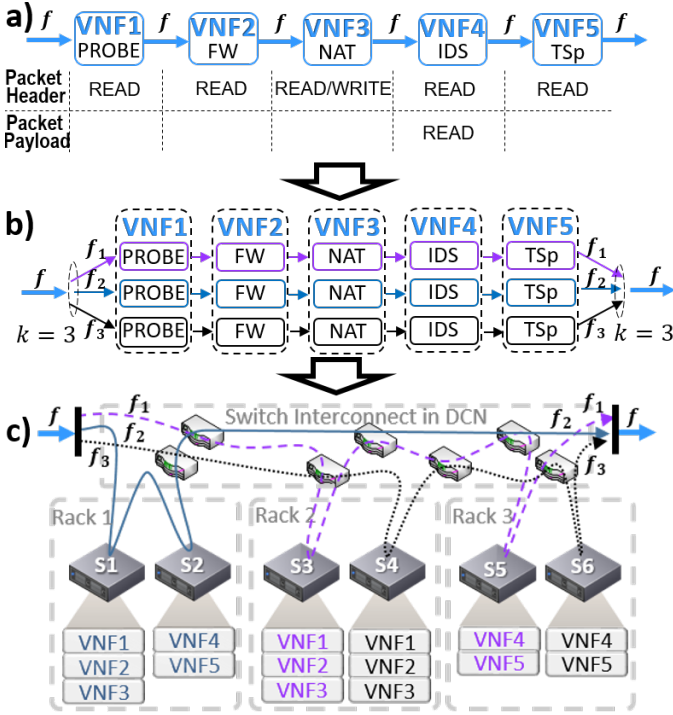 a)
f f f f f f
VNF1 VNF2 VNF3 VNF4 VNF5
PROBE FW NAT IDS TSp
Packet Header READ READ READ/WRITE READ READ
Packet Payload READ
b)
VNF1 VNF2 VNF3 VNF4 VNF5
f₁ PROBE FW NAT IDS TSp f₁
f f₂ PROBE FW NAT IDS TSp f₂ f
k = 3 f₃ PROBE FW NAT IDS TSp f₃ k = 3
c)
f f₁ Switch Interconnect in DCN f₂ f₁ f
f₂
f₃ f₃
Rack 1 Rack 2 Rack 3
S1 S2 S3 S4 S5 S6
VNF1 VNF4 VNF1 VNF1 VNF4 VNF4
VNF2 VNF5 VNF2 VNF2 VNF5 VNF5
VNF3 VNF3 VNF3